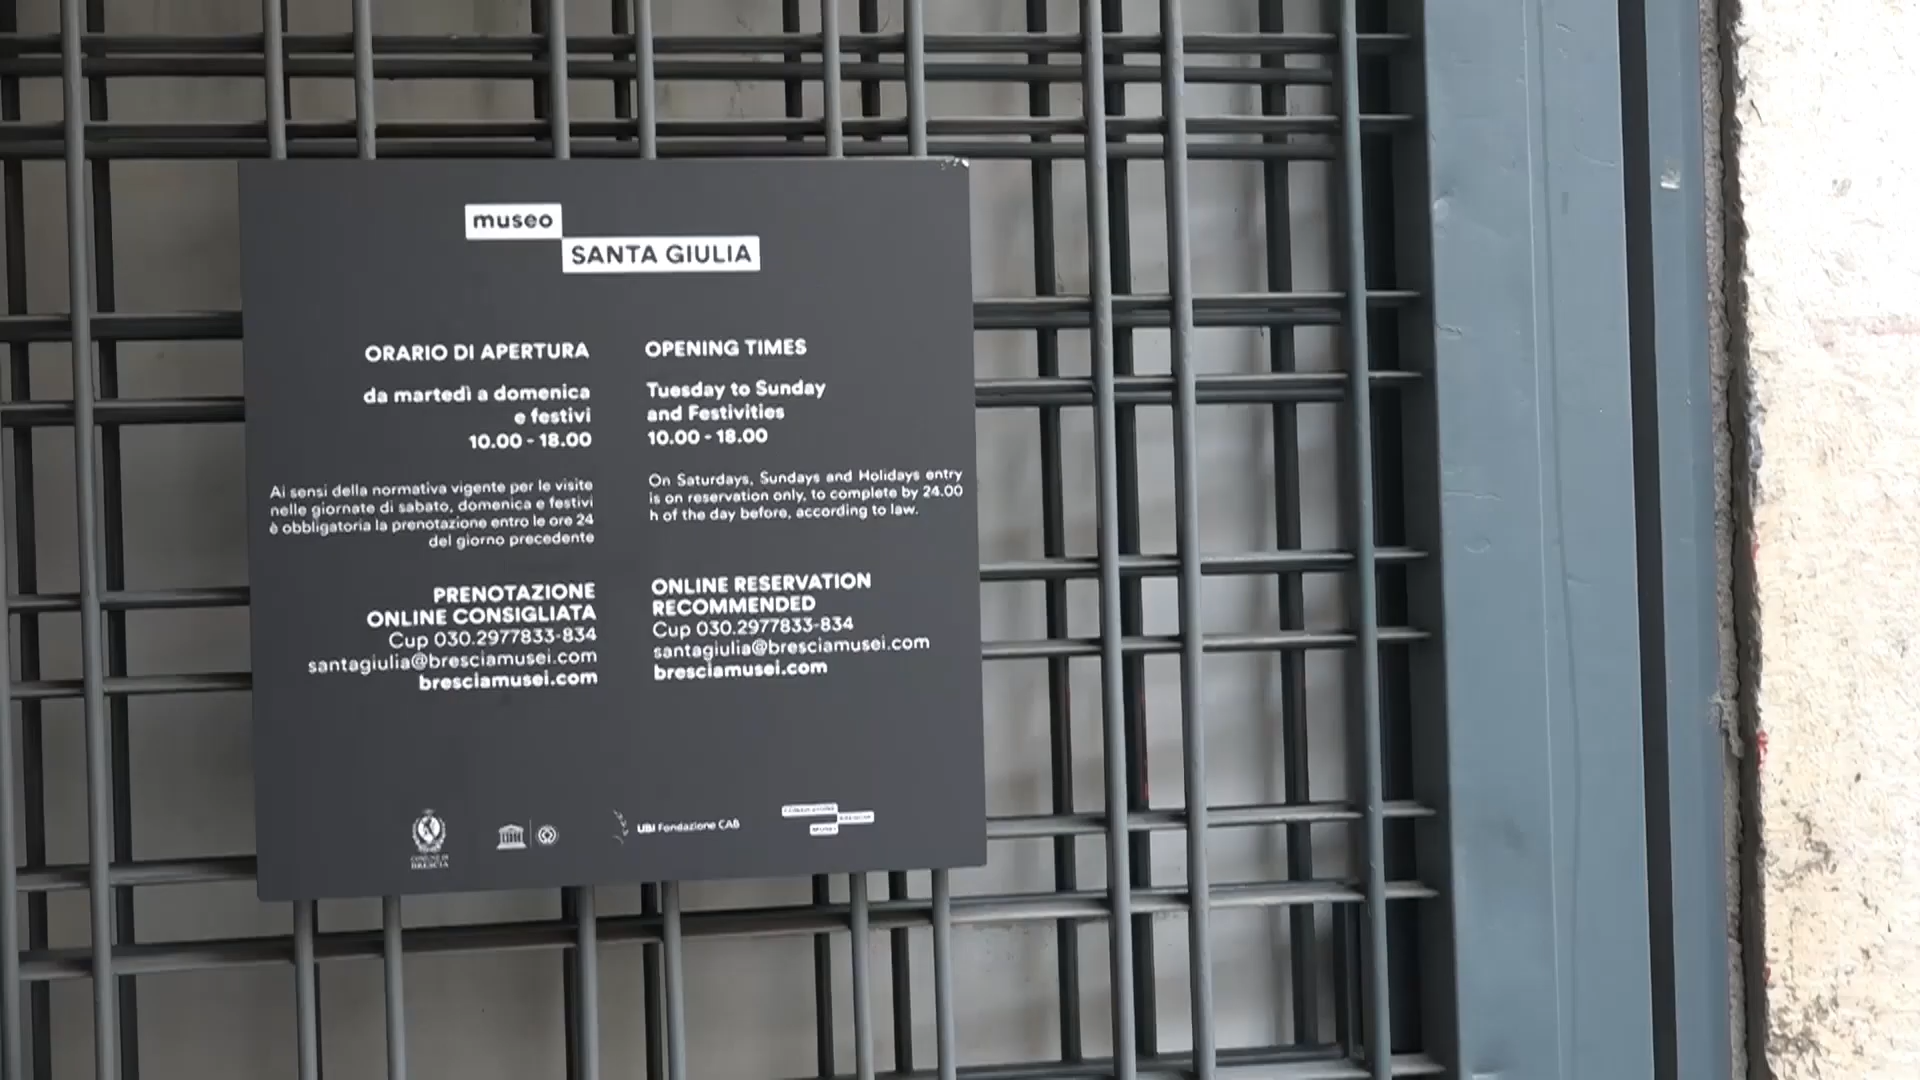 museo
SANTA GIULIA
ORARIO DI APERTURA
da martedì a domenica
e festivi
10.00 - 18.00
Ai sensi della normativa vigente per le visite
nelle giornate di sabato, domenica e festivi
è obbligatoria la prenotazione entro le ore 24
del giorno precedente
PRENOTAZIONE
ONLINE CONSIGLIATA
Cup 030.2977833-834
santagiulia@bresciamusei.com
bresciamusei.com
OPENING TIMES
Tuesday to Sunday
and Festivities
10.00 - 18.00
On Saturdays, Sundays and Holidays entry
is on reservation only, to complete by 24.00
h of the day before, according to law.
ONLINE RESERVATION
RECOMMENDED
Cup 030.2977833-834
santagiulia@bresciamusei.com
bresciamusei.com
COMUNE DI
BRESCIA
UBI Fondazione CAB
BRESCIA
MUSEI